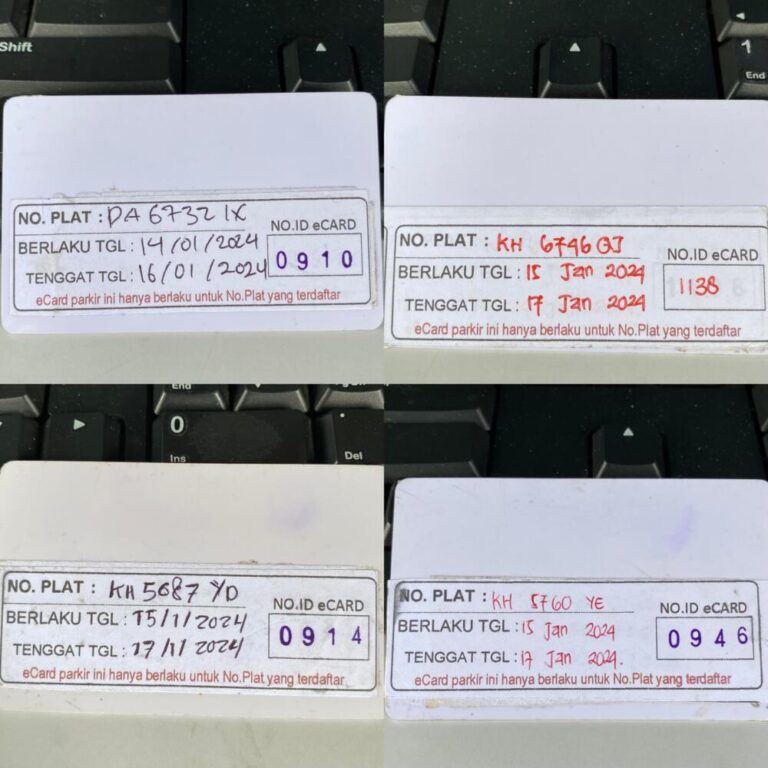 Shift
1
End
NO. PLAT : DA 6732 IX
NO.ID eCARD
BERLAKU TGL : 14/01/2024
0910
TENGGAT TGL : 16/01/2024
eCard parkir ini hanya berlaku untuk No.Plat yang terdaftar
NO. PLAT : KH 6746 QJ
NO.ID eCARD
BERLAKU TGL : 15 Jan 2024
1138
TENGGAT TGL : 17 Jan 2024
eCard parkir ini hanya berlaku untuk No.Plat yang terdaftar
End
0
Ins
Del
NO. PLAT : KH 5687 YD
NO.ID eCARD
BERLAKU TGL : 15/1/2024
0914
TENGGAT TGL : 17/1/2024
eCard parkir ini hanya berlaku untuk No.Plat yang terdaftar
NO. PLAT : KH 5760 YE
NO.ID eCARD
BERLAKU TGL : 15 Jan 2024
0946
TENGGAT TGL : 17 Jan 2024.
eCard parkir ini hanya berlaku untuk No.Plat yang terdaftar